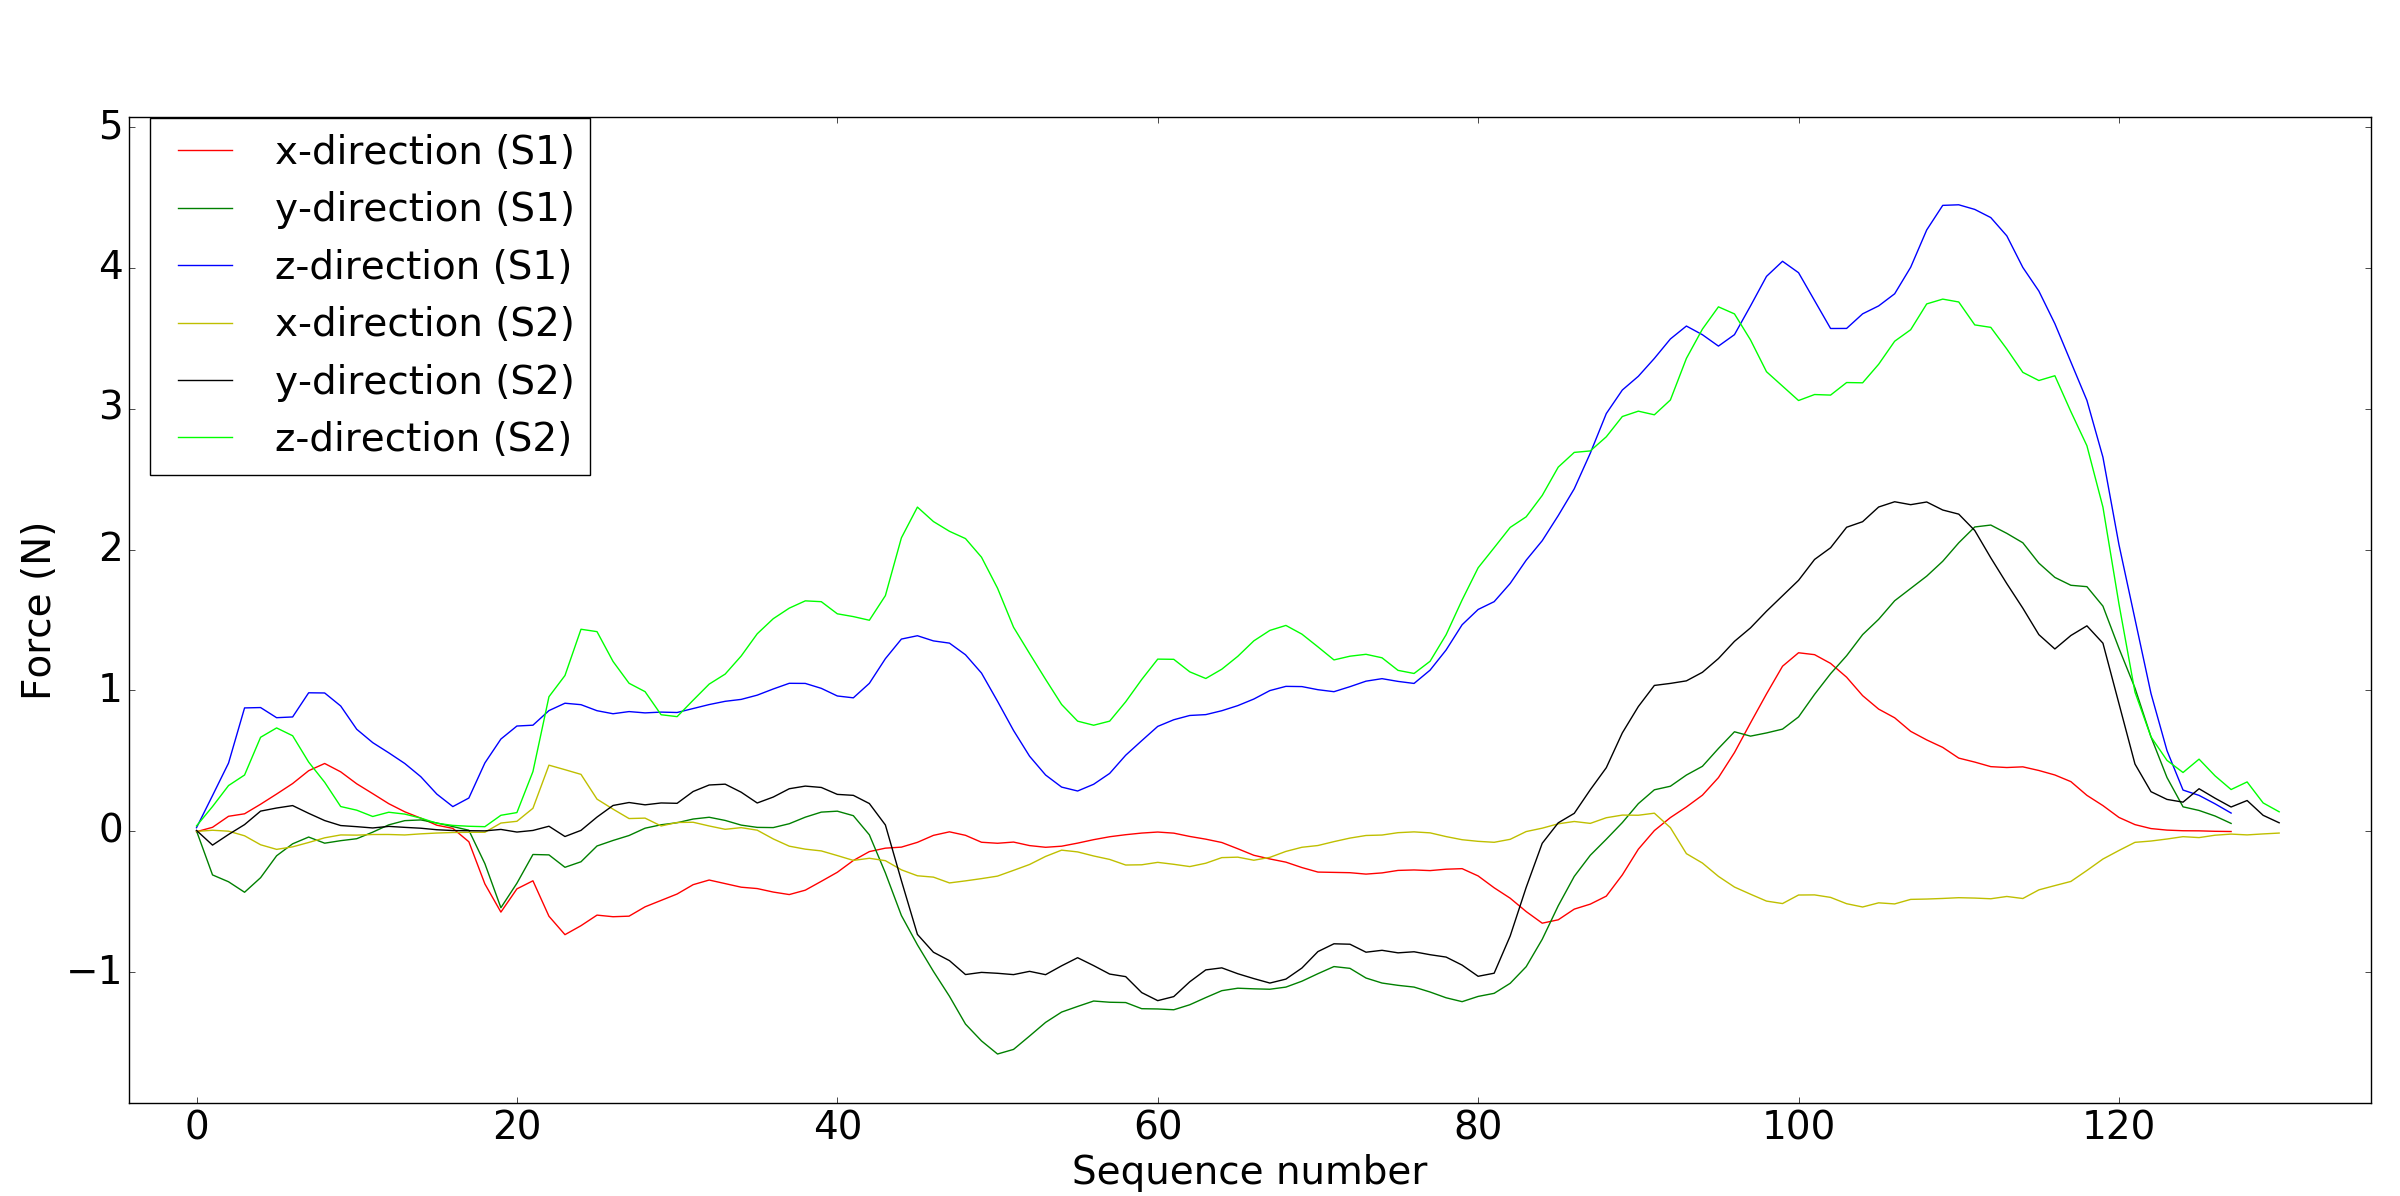 x-direction (S1)
y-direction (S1)
z-direction (S1)
x-direction (S2)
y-direction (S2)
z-direction (S2)
5
4
3
2
1
0
−1
Force (N)
0 20 40 60 80 100 120
Sequence number